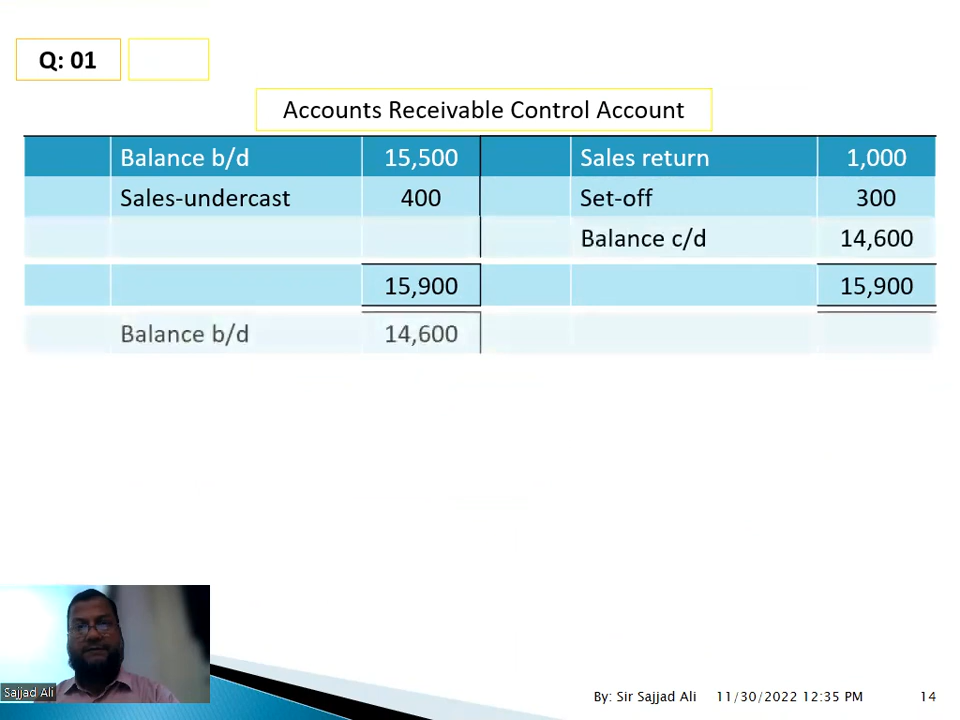 Q: 01
Accounts Receivable Control Account
Balance b/d 15,500 Sales return 1,000
Sales-undercast 400 Set-off 300
Balance c/d 14,600
15,900 15,900
Balance b/d 14,600
Sajjad Ali
By: Sir Sajjad Ali 11/30/2022 12:35 PM 14